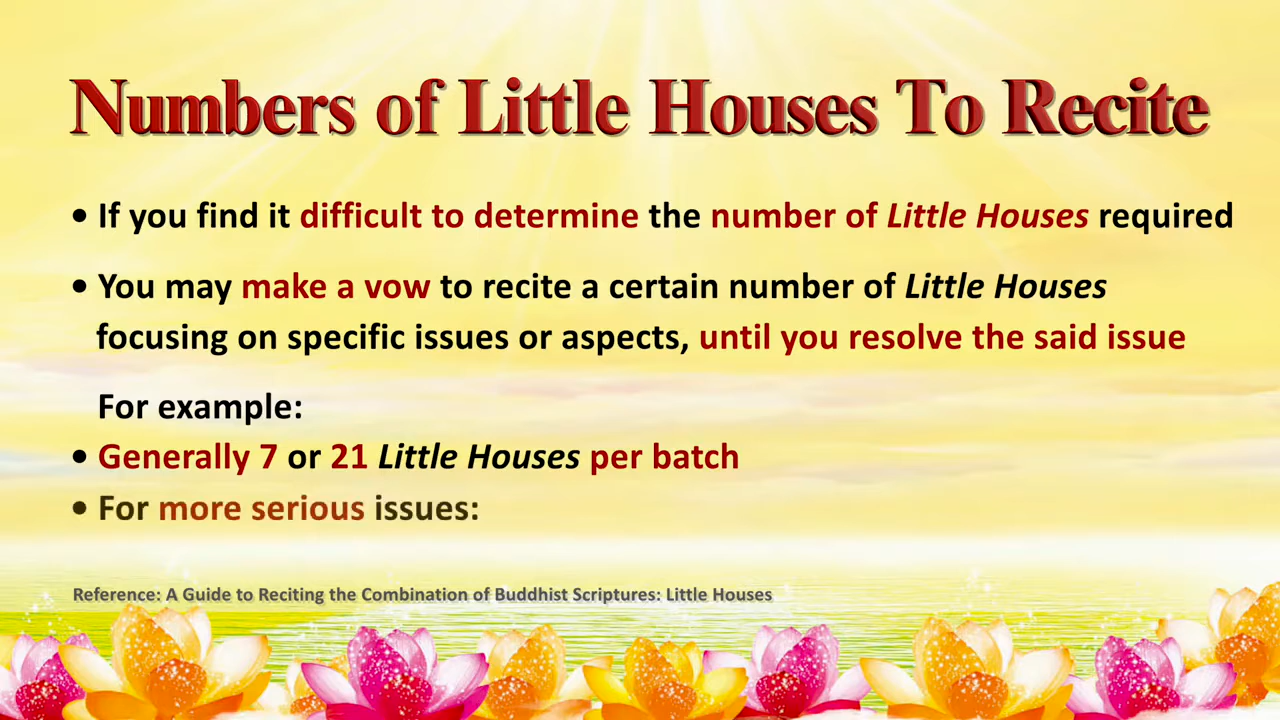 Numbers of Little Houses To Recite
• If you find it difficult to determine the number of Little Houses required
• You may make a vow to recite a certain number of Little Houses
focusing on specific issues or aspects, until you resolve the said issue
For example:
• Generally 7 or 21 Little Houses per batch
• For more serious issues:
Reference: A Guide to Reciting the Combination of Buddhist Scriptures: Little Houses